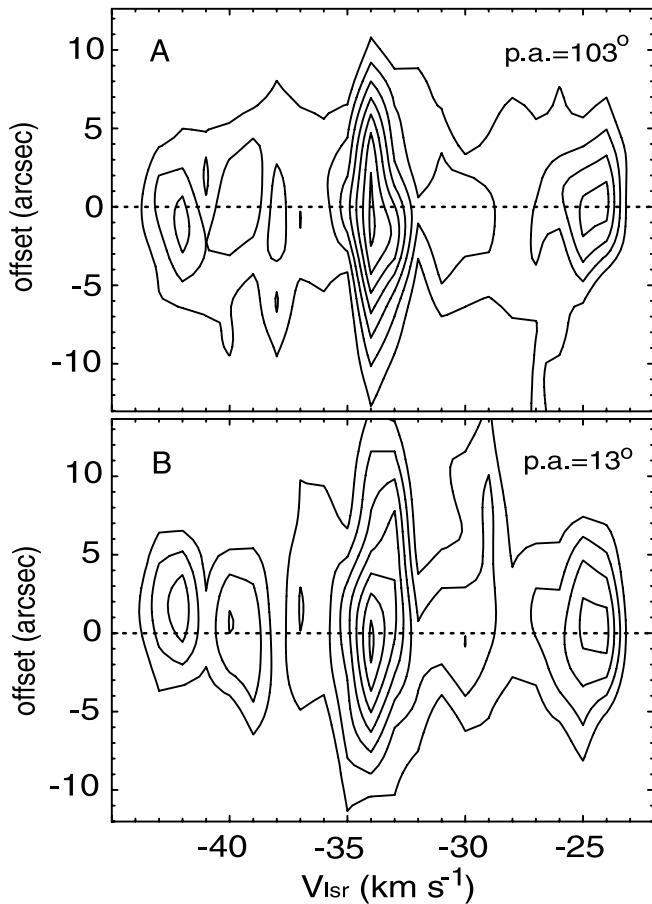 A p.a.=103°
10
5
0
-5
-10
offset (arcsec)
B p.a.=13°
10
5
0
-5
-10
offset (arcsec)
-40 -35 -30 -25
Vlsr (km s⁻¹)